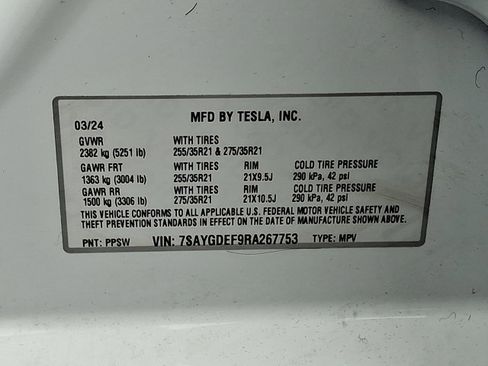 MFD BY TESLA, INC.
03/24
GVWR WITH TIRES
2382 kg (5251 lb) 255/35R21 & 275/35R21
GAWR FRT WITH TIRES RIM COLD TIRE PRESSURE
1363 kg (3004 lb) 255/35R21 21X9.5J 290 kPa, 42 psi
GAWR RR WITH TIRES RIM COLD TIRE PRESSURE
1500 kg (3306 lb) 275/35R21 21X10.5J 290 kPa, 42 psi
THIS VEHICLE CONFORMS TO ALL APPLICABLE U.S. FEDERAL MOTOR VEHICLE SAFETY AND
THEFT PREVENTION STANDARDS IN EFFECT ON THE DATE OF MANUFACTURE SHOWN ABOVE.
PNT: PPSW VIN: 7SAYGDEF9RA267753 TYPE: MPV